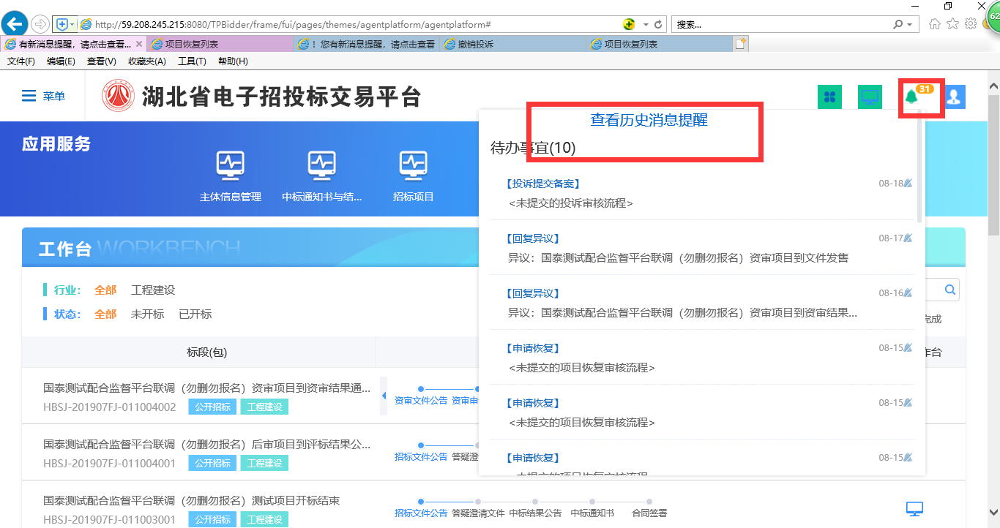 62
http://59.208.245.215:8080/TPBidder/frame/fui/pages/themes/agentplatform/agentplatform#
搜索...
有新消息提醒，请点击查看...
项目恢复列表
！您有新消息提醒，请点击查看
撤销投诉
项目恢复列表
文件(F) 编辑(E) 查看(V) 收藏夹(A) 工具(T) 帮助(H)
菜单
湖北省电子招投标交易平台
31
应用服务
主体信息管理
中标通知书与结...
招标项目
查看历史消息提醒
待办事宜(10)
【投诉提交备案】 08-18
<未提交的投诉审核流程>
【回复异议】 08-17
异议：国泰测试配合监督平台联调（勿删勿报名）资审项目到文件发售
【回复异议】 08-16
异议：国泰测试配合监督平台联调（勿删勿报名）资审项目到资审结果...
【申请恢复】 08-15
<未提交的项目恢复审核流程>
【申请恢复】 08-15
<未提交的项目恢复审核流程>
【申请恢复】 08-15
工作台 WORKBENCH
行业： 全部 工程建设
状态： 全部 未开标 已开标
完成
标段(包)
作台
国泰测试配合监督平台联调（勿删勿报名）资审项目到资审结果通...
HBSJ-201907FJ-011004002 公开招标 工程建设
资审文件公告 资审申
国泰测试配合监督平台联调（勿删勿报名）后审项目到评标结果公...
HBSJ-201907FJ-011004001 公开招标 工程建设
招标文件公告 答疑澄
国泰测试配合监督平台联调（勿删勿报名）测试项目开标结束
HBSJ-201907FJ-011003001 公开招标 工程建设
招标文件公告 答疑澄清文件 中标结果公告 中标通知书 合同签署